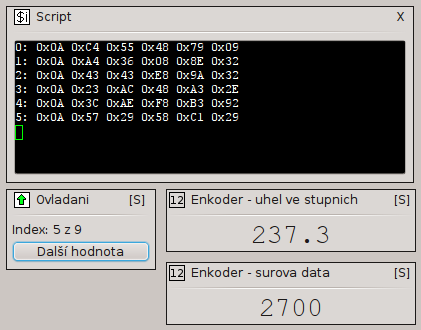 $i Script X
0: 0x0A 0xC4 0x55 0x48 0x79 0x09
1: 0x0A 0xA4 0x36 0x08 0x8E 0x32
2: 0x0A 0x43 0x43 0xE8 0x9A 0x32
3: 0x0A 0x23 0xAC 0x48 0xA3 0x2E
4: 0x0A 0x3C 0xAE 0xF8 0xB3 0x92
5: 0x0A 0x57 0x29 0x58 0xC1 0x29
Ovladani [S]
Index: 5 z 9
Další hodnota
12 Enkoder - uhel ve stupnich [S]
237.3
12 Enkoder - surova data [S]
2700